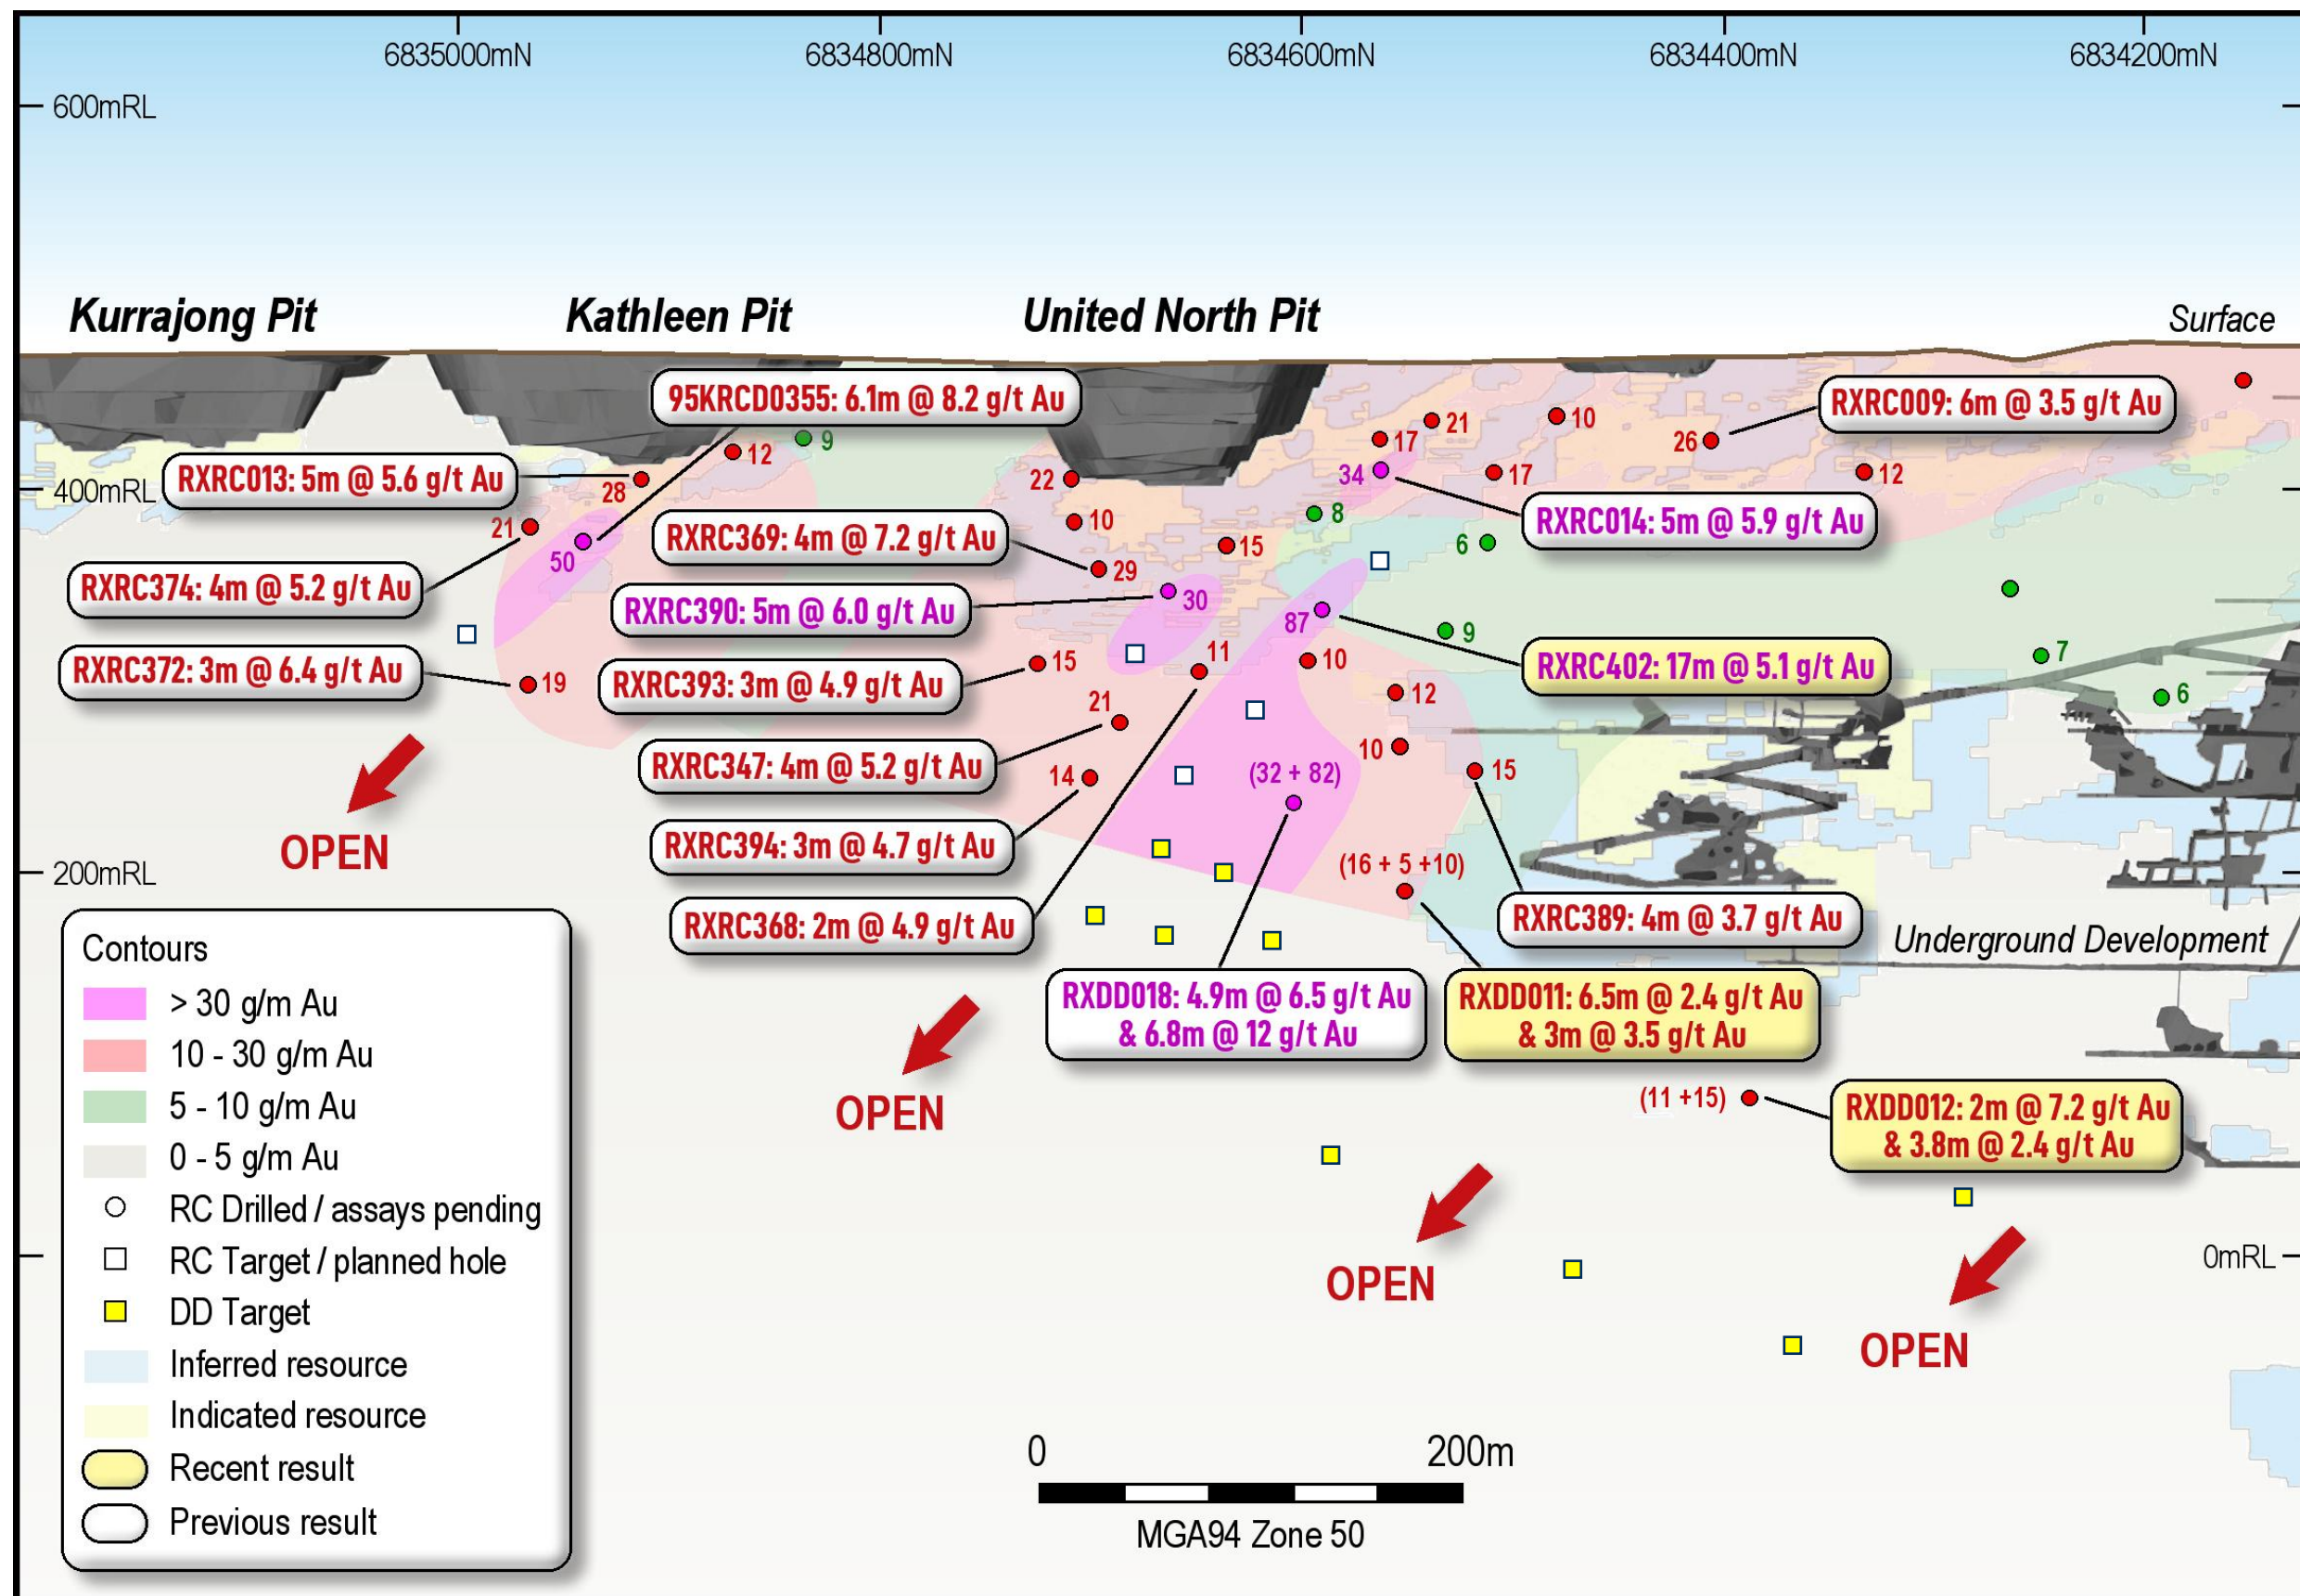 6835000mN
6834800mN
6834600mN
6834400mN
6834200mN
600mRL
Kurrajong Pit
Kathleen Pit
United North Pit
Surface
95KRCD0355: 6.1m @ 8.2 g/t Au
RXRC009: 6m @ 3.5 g/t Au
21
10
17
26
9
12
RXRC013: 5m @ 5.6 g/t Au
28
400mRL
22
34
17
12
21
10
8
RXRC014: 5m @ 5.9 g/t Au
50
RXRC369: 4m @ 7.2 g/t Au
15
6
29
RXRC374: 4m @ 5.2 g/t Au
RXRC390: 5m @ 6.0 g/t Au
30
87
9
RXRC402: 17m @ 5.1 g/t Au
7
RXRC372: 3m @ 6.4 g/t Au
19
RXRC393: 3m @ 4.9 g/t Au
15
11
10
12
6
21
RXRC347: 4m @ 5.2 g/t Au
10
14
(32 + 82)
15
OPEN
RXRC394: 3m @ 4.7 g/t Au
(16 + 5 +10)
200mRL
RXRC368: 2m @ 4.9 g/t Au
RXRC389: 4m @ 3.7 g/t Au
Underground Development
RXDD018: 4.9m @ 6.5 g/t Au
& 6.8m @ 12 g/t Au
RXDD011: 6.5m @ 2.4 g/t Au
& 3m @ 3.5 g/t Au
OPEN
(11 +15)
RXDD012: 2m @ 7.2 g/t Au
& 3.8m @ 2.4 g/t Au
0mRL
OPEN
OPEN
Contours
> 30 g/m Au
10 - 30 g/m Au
5 - 10 g/m Au
0 - 5 g/m Au
RC Drilled / assays pending
RC Target / planned hole
DD Target
Inferred resource
Indicated resource
Recent result
Previous result
0
200m
MGA94 Zone 50